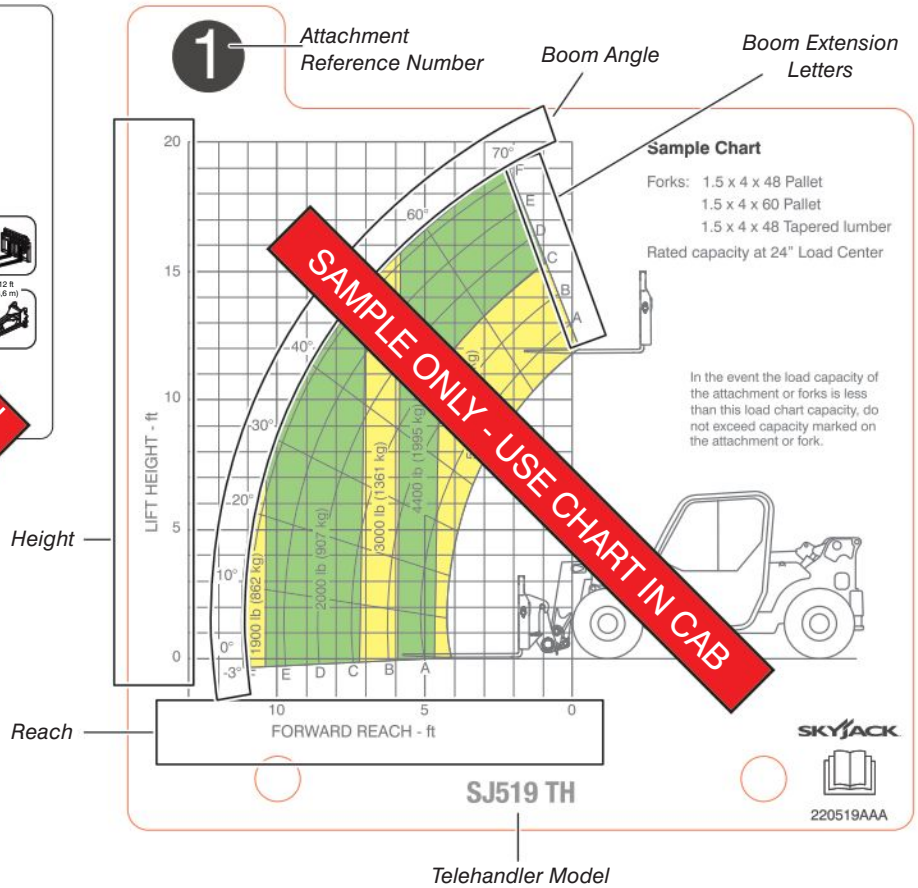 1
Attachment
Reference Number
Boom Angle
Boom Extension
Letters
Sample Chart
Forks: 1.5 x 4 x 48 Pallet
1.5 x 4 x 60 Pallet
1.5 x 4 x 48 Tapered lumber
Rated capacity at 24" Load Center
In the event the load capacity of
the attachment or forks is less
than this load chart capacity, do
not exceed capacity marked on
the attachment or fork.
12 ft
Height
Reach
LIFT HEIGHT - ft
20
15
10
5
0
70°
60°
40°
30°
20°
10°
0°
-3°
F
E
D
C
B
A
1900 lb (862 kg)
2000 lb (907 kg)
3000 lb (1361 kg)
4400 lb (1995 kg)
E
D
C
B
A
SAMPLE ONLY - USE CHART IN CAB
10
5
0
FORWARD REACH - ft
SJ519 TH
SKYJACK
220519AAA
Telehandler Model